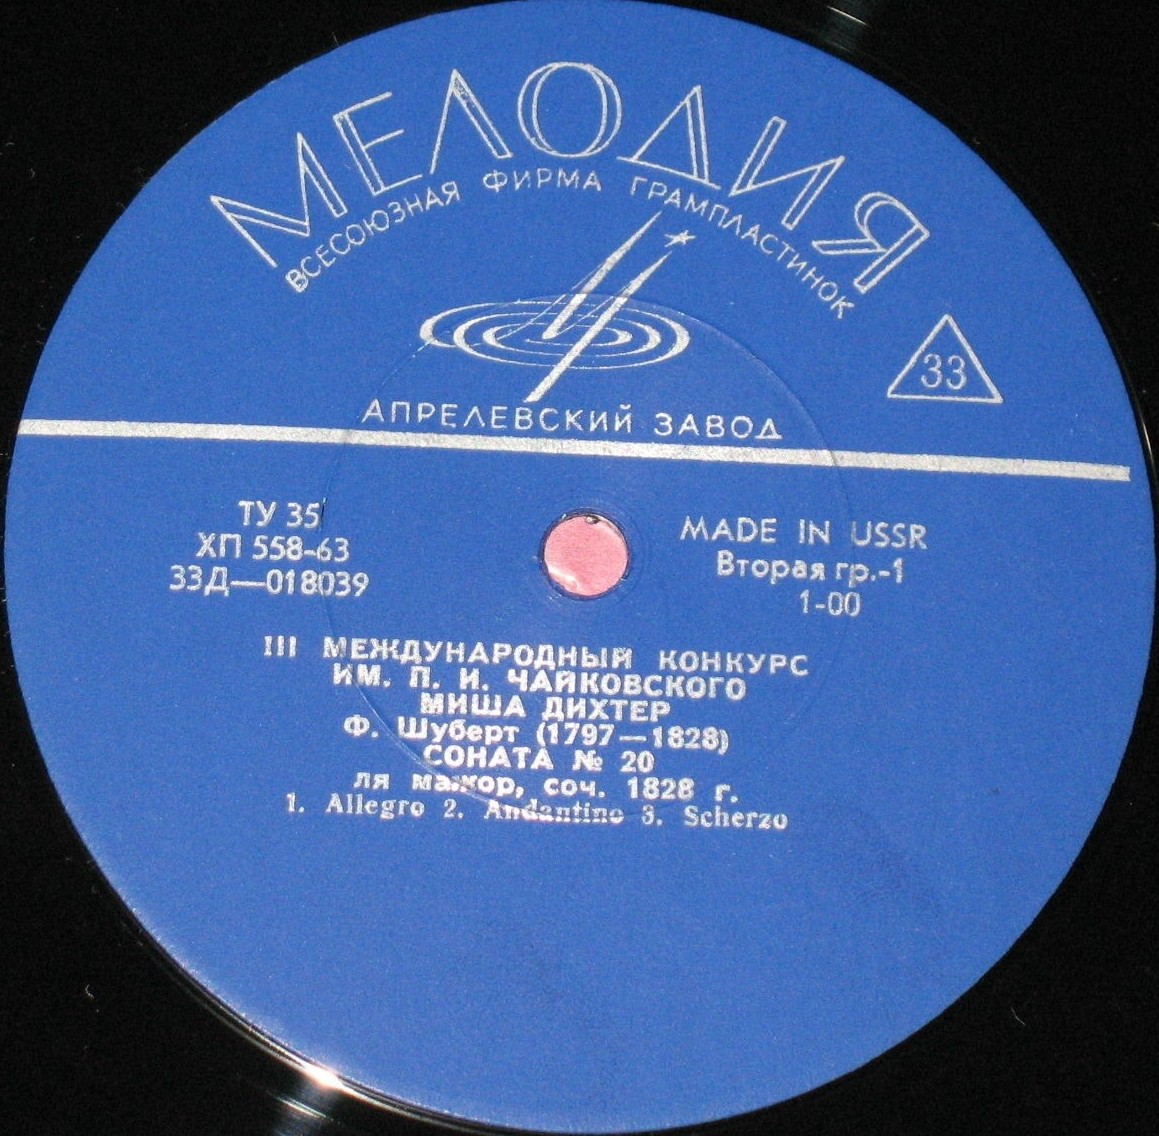 МЕЛОДИЯ
ВСЕСОЮЗНАЯ ФИРМА ГРАМПЛАСТИНОК
33
АПРЕЛЕВСКИЙ ЗАВОД
ТУ 35
ХП 558-63
33Д—018039
MADE IN USSR
Вторая гр.-1
1-00
III МЕЖДУНАРОДНЫЙ КОНКУРС
ИМ. П. И. ЧАЙКОВСКОГО
МИША ДИХТЕР
Ф. Шуберт (1797—1828)
СОНАТА № 20
ля мажор, соч. 1828 г.
1. Allegro 2. Andantino 3. Scherzo